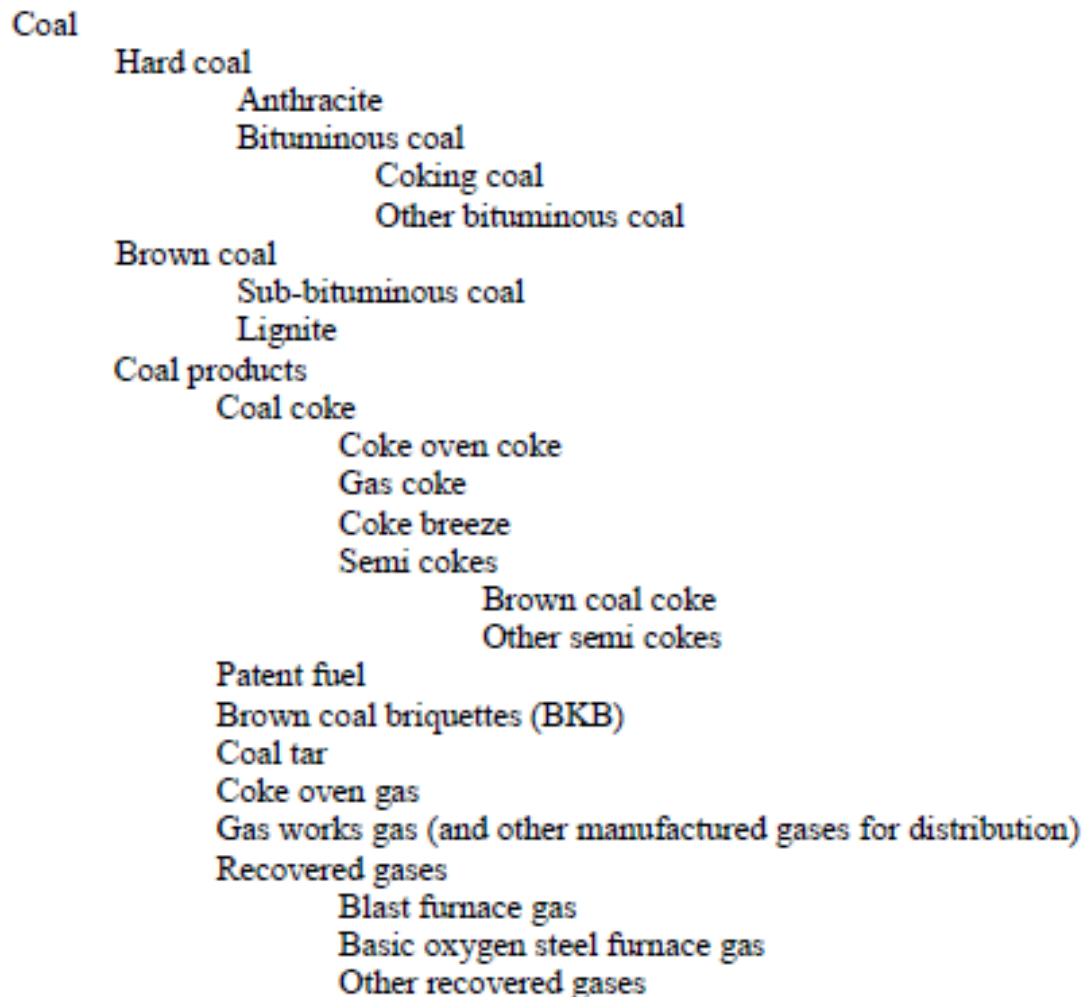 Coal
Hard coal
Anthracite
Bituminous coal
Coking coal
Other bituminous coal
Brown coal
Sub-bituminous coal
Lignite
Coal products
Coal coke
Coke oven coke
Gas coke
Coke breeze
Semi cokes
Brown coal coke
Other semi cokes
Patent fuel
Brown coal briquettes (BKB)
Coal tar
Coke oven gas
Gas works gas (and other manufactured gases for distribution)
Recovered gases
Blast furnace gas
Basic oxygen steel furnace gas
Other recovered gases